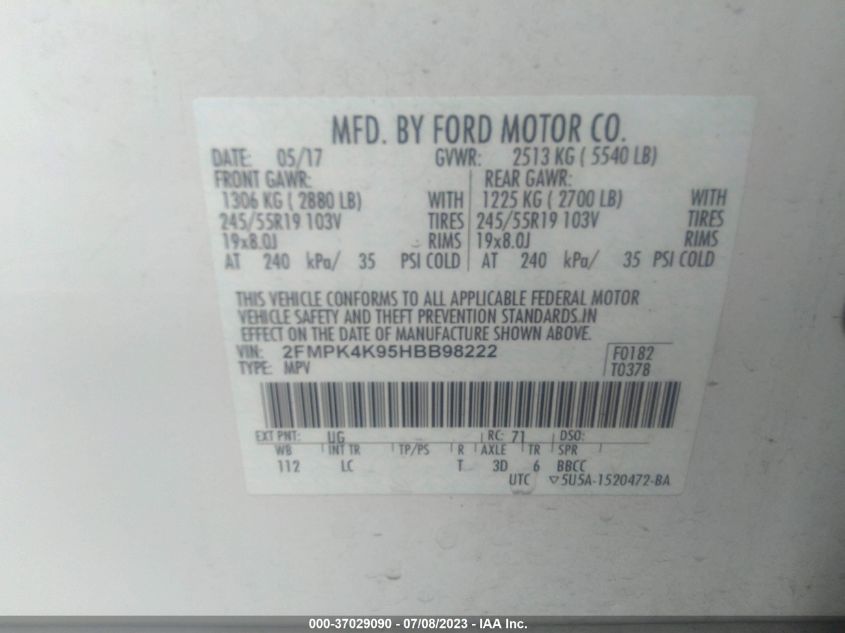 MFD. BY FORD MOTOR CO.
DATE: 05/17 GVWR: 2513 KG ( 5540 LB)
FRONT GAWR: REAR GAWR:
1306 KG ( 2880 LB) WITH 1225 KG ( 2700 LB) WITH
245/55R19 103V TIRES 245/55R19 103V TIRES
19x8.0J RIMS 19x8.0J RIMS
AT 240 kPa/ 35 PSI COLD AT 240 kPa/ 35 PSI COLD
THIS VEHICLE CONFORMS TO ALL APPLICABLE FEDERAL MOTOR
VEHICLE SAFETY AND THEFT PREVENTION STANDARDS.IN
EFFECT ON THE DATE OF MANUFACTURE SHOWN ABOVE.
VIN: 2FMPK4K95HBB98222 F0182
TYPE: MPV T0378
EXT PNT: UG RC: 71 DSO:
WB INT TR TP/PS R AXLE TR SPR
112 LC T 3D 6 BBCC
UTC ▽5U5A-1520472-BA
000-37029090 - 07/08/2023 - IAA Inc.